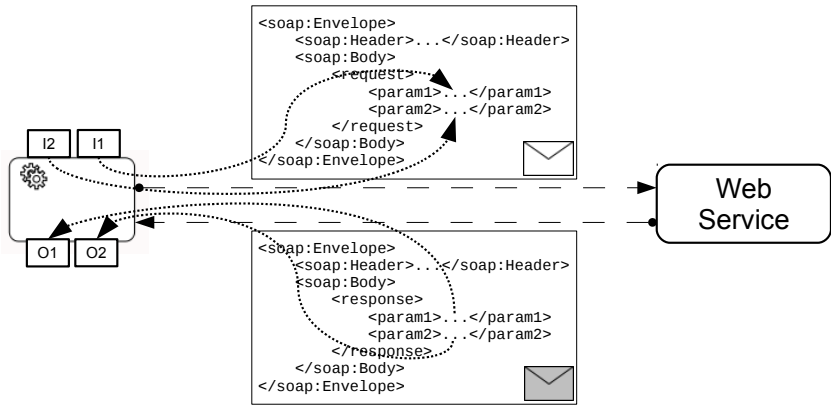 <soap:Envelope>
    <soap:Header>...</soap:Header>
    <soap:Body>
        <request>
            <param1>...</param1>
            <param2>...</param2>
        </request>
    </soap:Body>
</soap:Envelope>
I2
I1
Web
Service
O1
O2
<soap:Envelope>
    <soap:Header>...</soap:Header>
    <soap:Body>
        <response>
            <param1>...</param1>
            <param2>...</param2>
        </response>
    </soap:Body>
</soap:Envelope>